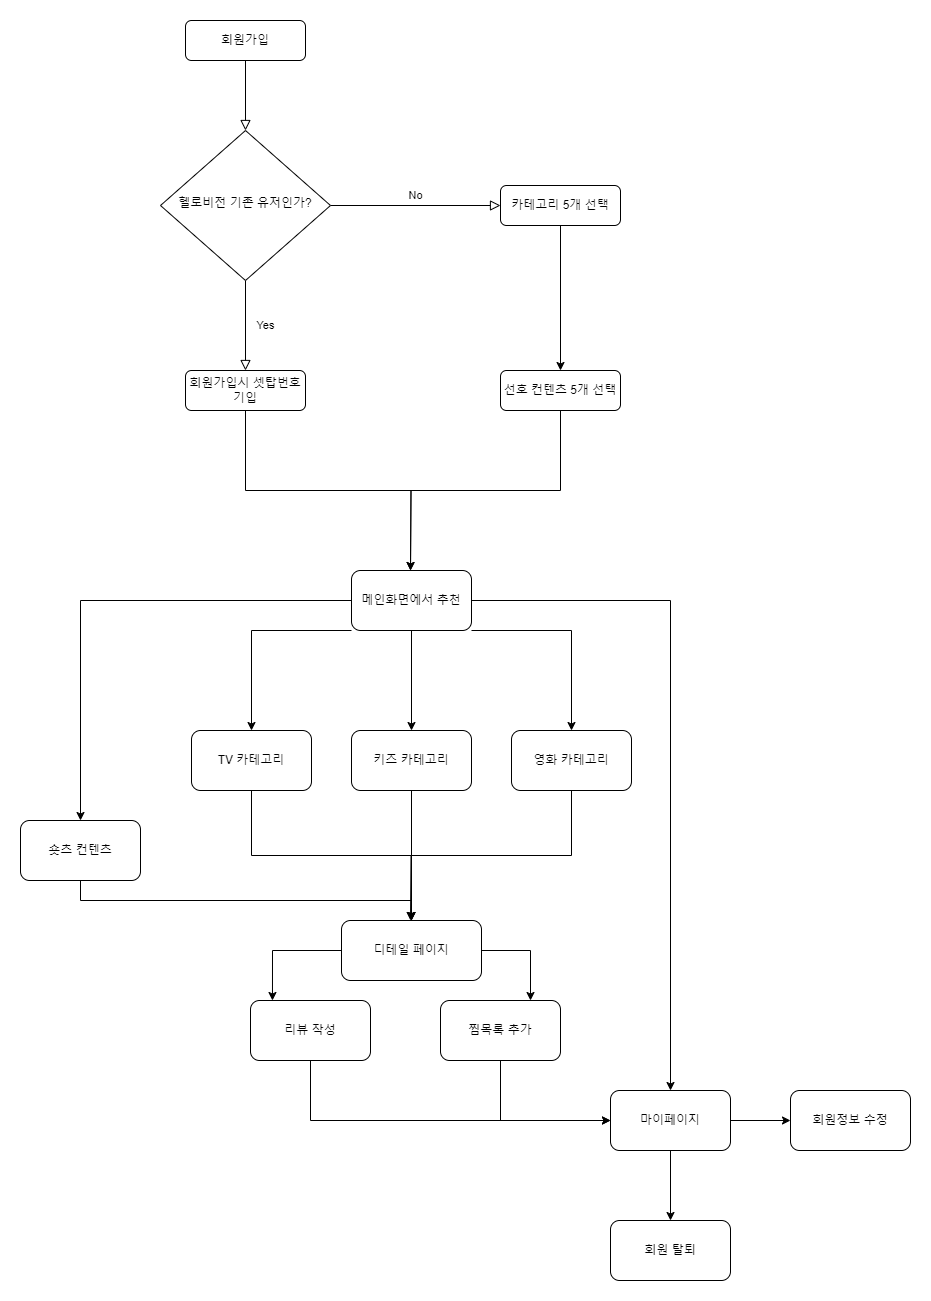 회원가입
헬로비전 기존 유저인가?
No
카테고리 5개 선택
Yes
회원가입시 셋탑번호
기입
선호 컨텐츠 5개 선택
메인화면에서 추천
TV 카테고리
키즈 카테고리
영화 카테고리
숏츠 컨텐츠
디테일 페이지
리뷰 작성
찜목록 추가
마이페이지
회원정보 수정
회원 탈퇴